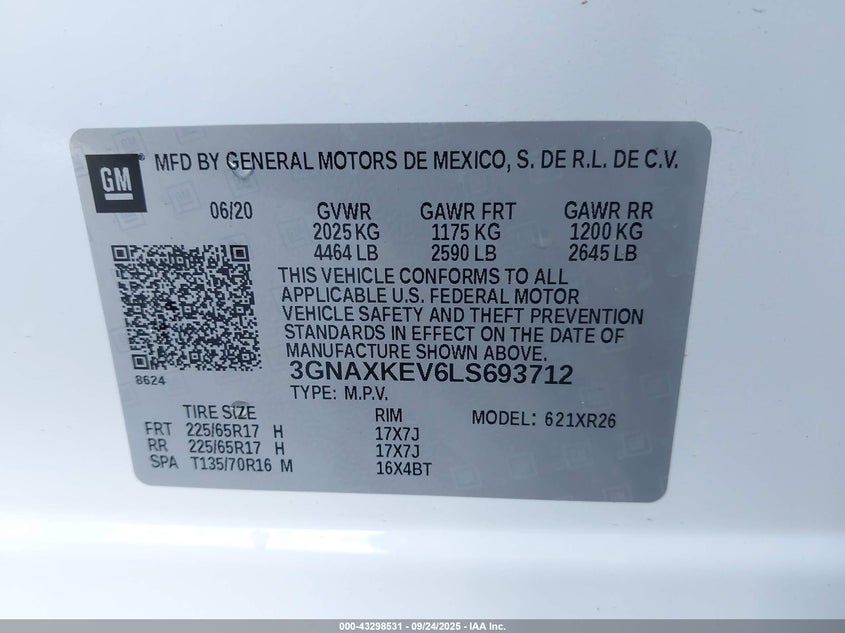 GM
MFD BY GENERAL MOTORS DE MEXICO, S. DE R.L. DE C.V.
06/20 GVWR GAWR FRT GAWR RR
2025 KG 1175 KG 1200 KG
4464 LB 2590 LB 2645 LB
THIS VEHICLE CONFORMS TO ALL
APPLICABLE U.S. FEDERAL MOTOR
VEHICLE SAFETY AND THEFT PREVENTION
STANDARDS IN EFFECT ON THE DATE OF
MANUFACTURE SHOWN ABOVE.
8624
3GNAXKEV6LS693712
TYPE: M.P.V.
TIRE SIZE RIM MODEL: 621XR26
FRT 225/65R17 H 17X7J
RR 225/65R17 H 17X7J
SPA T135/70R16 M 16X4BT
000-43298531 - 09/24/2025 - IAA Inc.